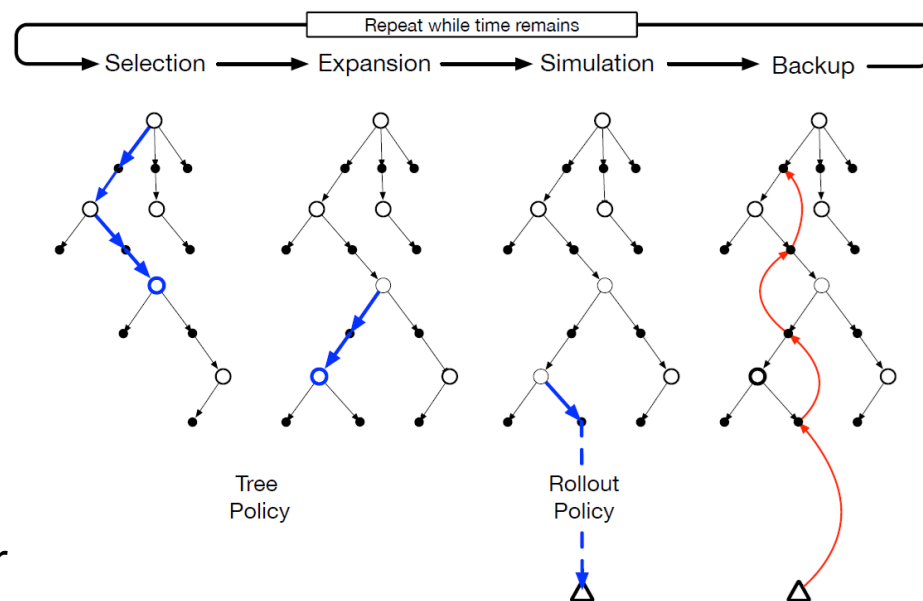 Repeat while time remains
Selection Expansion Simulation Backup
Tree
Policy
Rollout
Policy
r